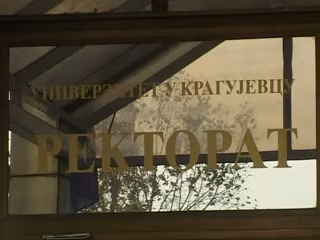 УНИВЕРЗИТЕТ У КРАГУЈЕВЦУ
РЕКТОРАТ